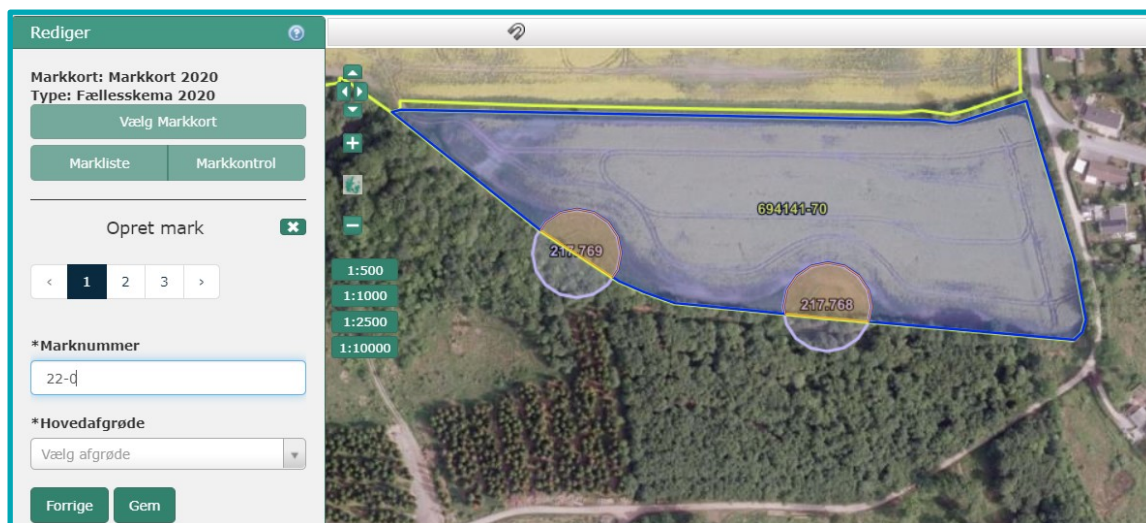 Rediger
Markkort: Markkort 2020
Type: Fællesskema 2020
Vælg Markkort
Markliste
Markkontrol
Opret mark
‹ 1 2 3 ›
*Marknummer
22-0
*Hovedafgrøde
Vælg afgrøde
Forrige
Gem
1:500
1:1000
1:2500
1:10000
694141-70
217.769
217.768